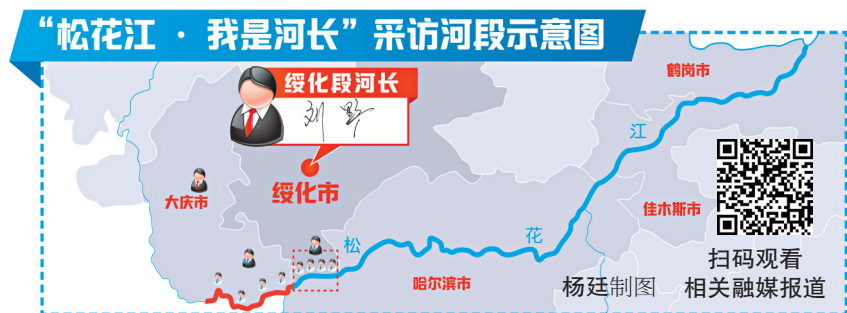 “松花江 · 我是河长”采访河段示意图
鹤岗市
绥化段河长
刘野
江
大庆市
绥化市
佳木斯市
松
花
哈尔滨市
扫码观看
杨廷制图
相关融媒报道